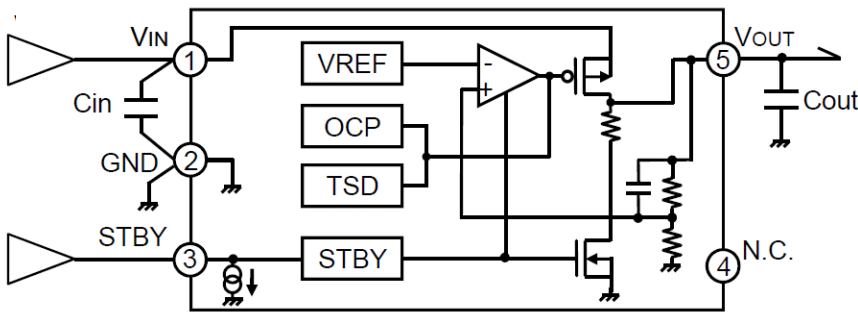 VIN
1
VREF
-
+
5
VOUT
Cin
OCP
Cout
GND
2
TSD
STBY
3
STBY
4
N.C.